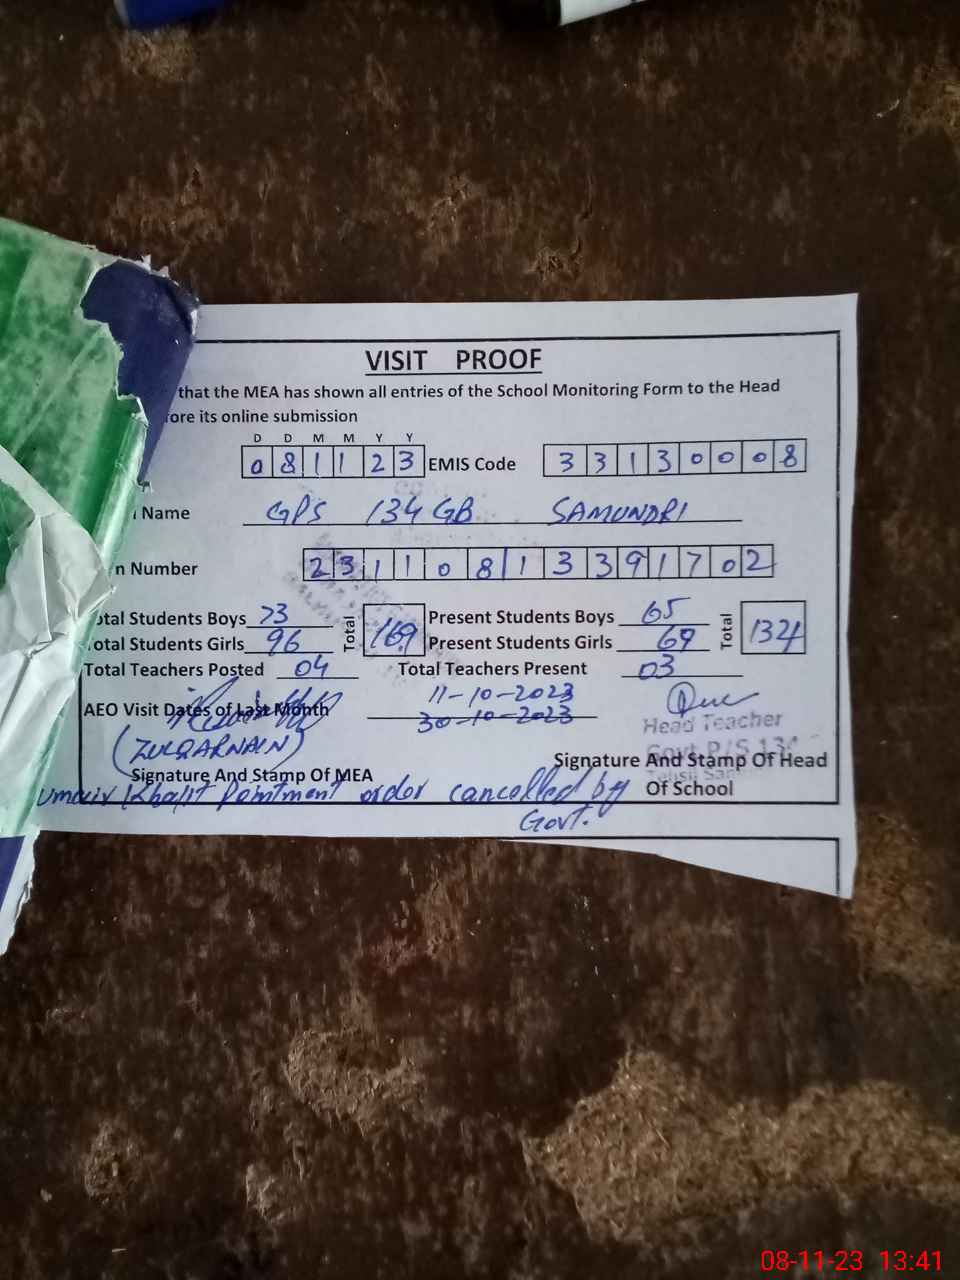 VISIT PROOF
that the MEA has shown all entries of the School Monitoring Form to the Head
ore its online submission
D D M M Y Y
0 8 1 1 2 3 EMIS Code 3 3 1 3 0 0 0 8
Name GPS 134 GB SAMUNDRI
n Number 2 3 1 1 0 8 1 3 3 9 1 7 0 2
otal Students Boys 73 Total 169 Present Students Boys 65 Total 134
otal Students Girls 96 Present Students Girls 69
Total Teachers Posted 04 Total Teachers Present 03
AEO Visit Dates of Last Month 11-10-2023
30-10-2023
Head Teacher
Govt P/S 134
(ZULQARNAIN)
Signature And Stamp Of MEA
Signature And Stamp Of Head
Of School
umair Khalit Pointment order cancelled by
Govt.
08-11-23 13:41